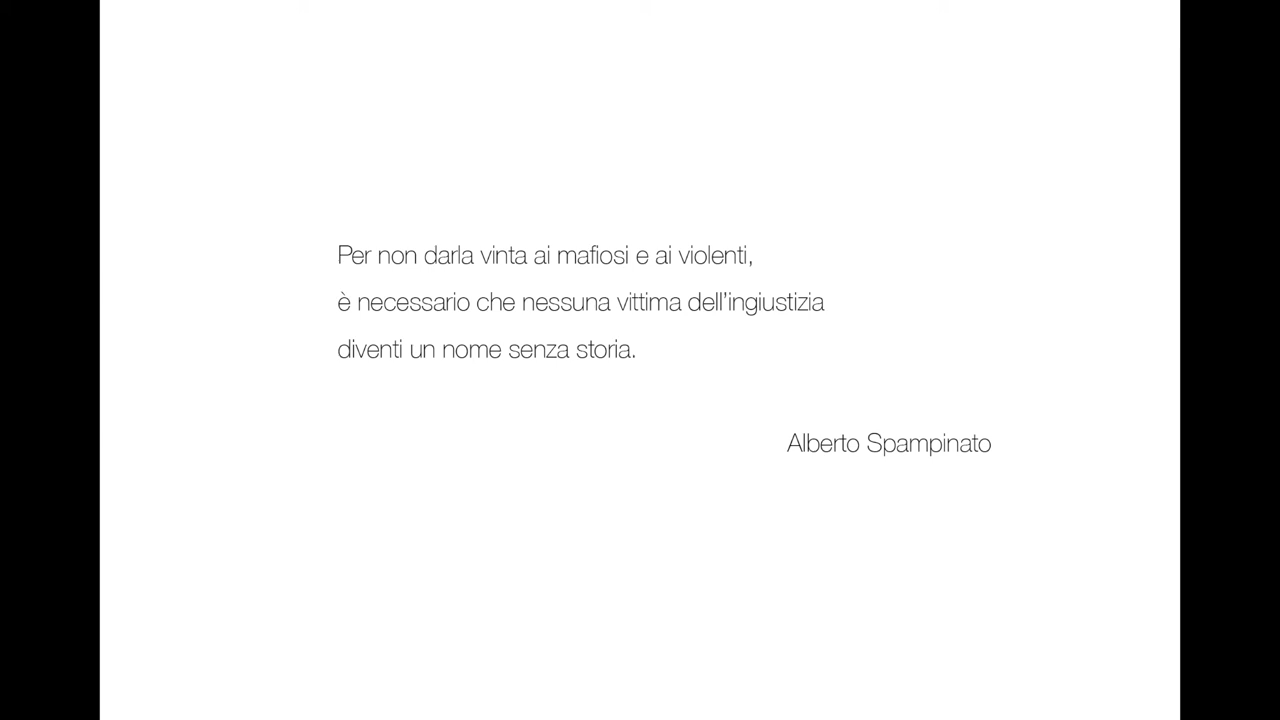 Per non darla vinta ai mafiosi e ai violenti,
è necessario che nessuna vittima dell'ingiustizia
diventi un nome senza storia.
Alberto Spampinato